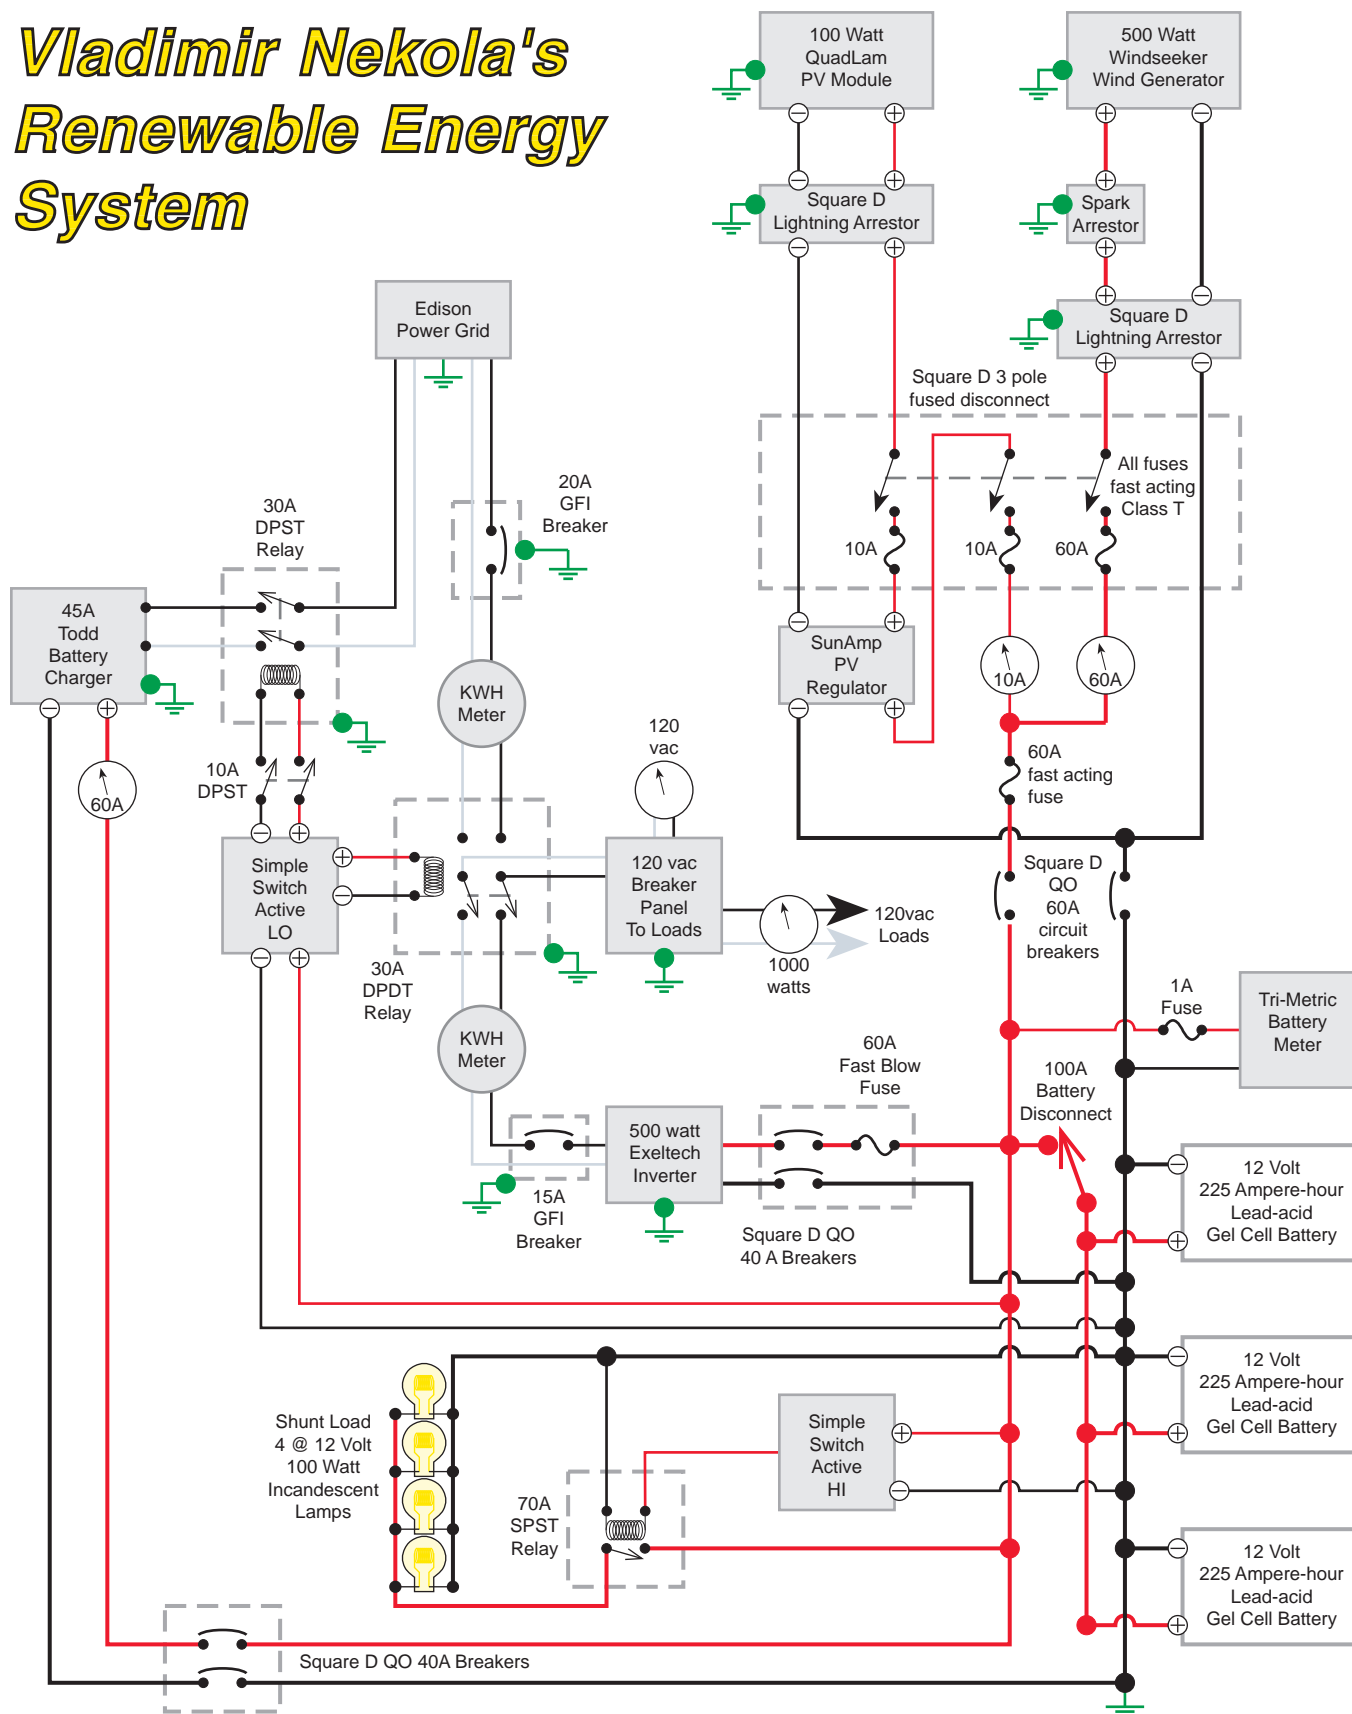 Vladimir Nekola's
Renewable Energy
System
100 Watt
QuadLam
PV Module
500 Watt
Windseeker
Wind Generator
Square D
Lightning Arrestor
Spark
Arrestor
Square D
Lightning Arrestor
Edison
Power Grid
Square D 3 pole
fused disconnect
All fuses
fast acting
Class T
10A
10A
60A
20A
GFI
Breaker
30A
DPST
Relay
45A
Todd
Battery
Charger
SunAmp
PV
Regulator
10A
60A
KWH
Meter
120
vac
60A
fast acting
fuse
60A
10A
DPST
Simple
Switch
Active
LO
120 vac
Breaker
Panel
To Loads
Square D
QO
60A
circuit
breakers
120vac
Loads
1000
watts
30A
DPDT
Relay
1A
Fuse
Tri-Metric
Battery
Meter
KWH
Meter
60A
Fast Blow
Fuse
100A
Battery
Disconnect
500 watt
Exeltech
Inverter
15A
GFI
Breaker
Square D QO
40 A Breakers
12 Volt
225 Ampere-hour
Lead-acid
Gel Cell Battery
12 Volt
225 Ampere-hour
Lead-acid
Gel Cell Battery
Shunt Load
4 @ 12 Volt
100 Watt
Incandescent
Lamps
Simple
Switch
Active
HI
70A
SPST
Relay
12 Volt
225 Ampere-hour
Lead-acid
Gel Cell Battery
Square D QO 40A Breakers